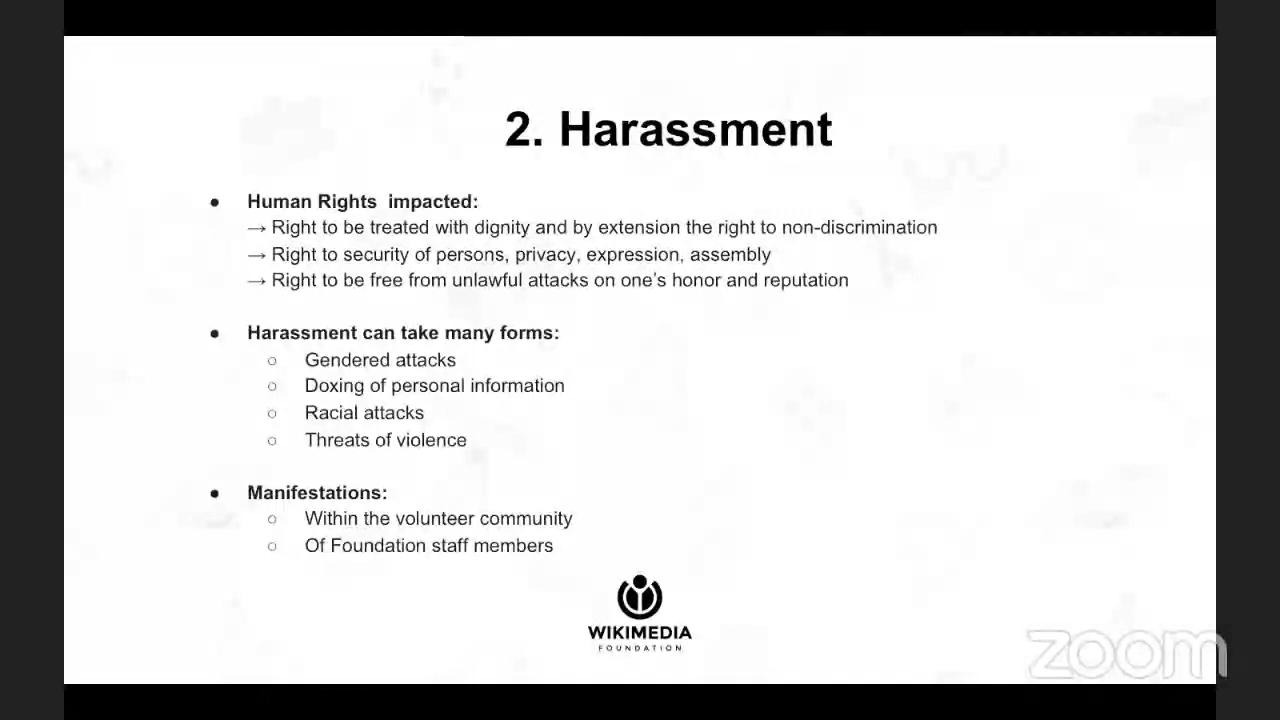 2. Harassment
● Human Rights  impacted:
→ Right to be treated with dignity and by extension the right to non-discrimination
→ Right to security of persons, privacy, expression, assembly
→ Right to be free from unlawful attacks on one’s honor and reputation
● Harassment can take many forms:
○ Gendered attacks
○ Doxing of personal information
○ Racial attacks
○ Threats of violence
● Manifestations:
○ Within the volunteer community
○ Of Foundation staff members
WIKIMEDIA
FOUNDATION
zoom